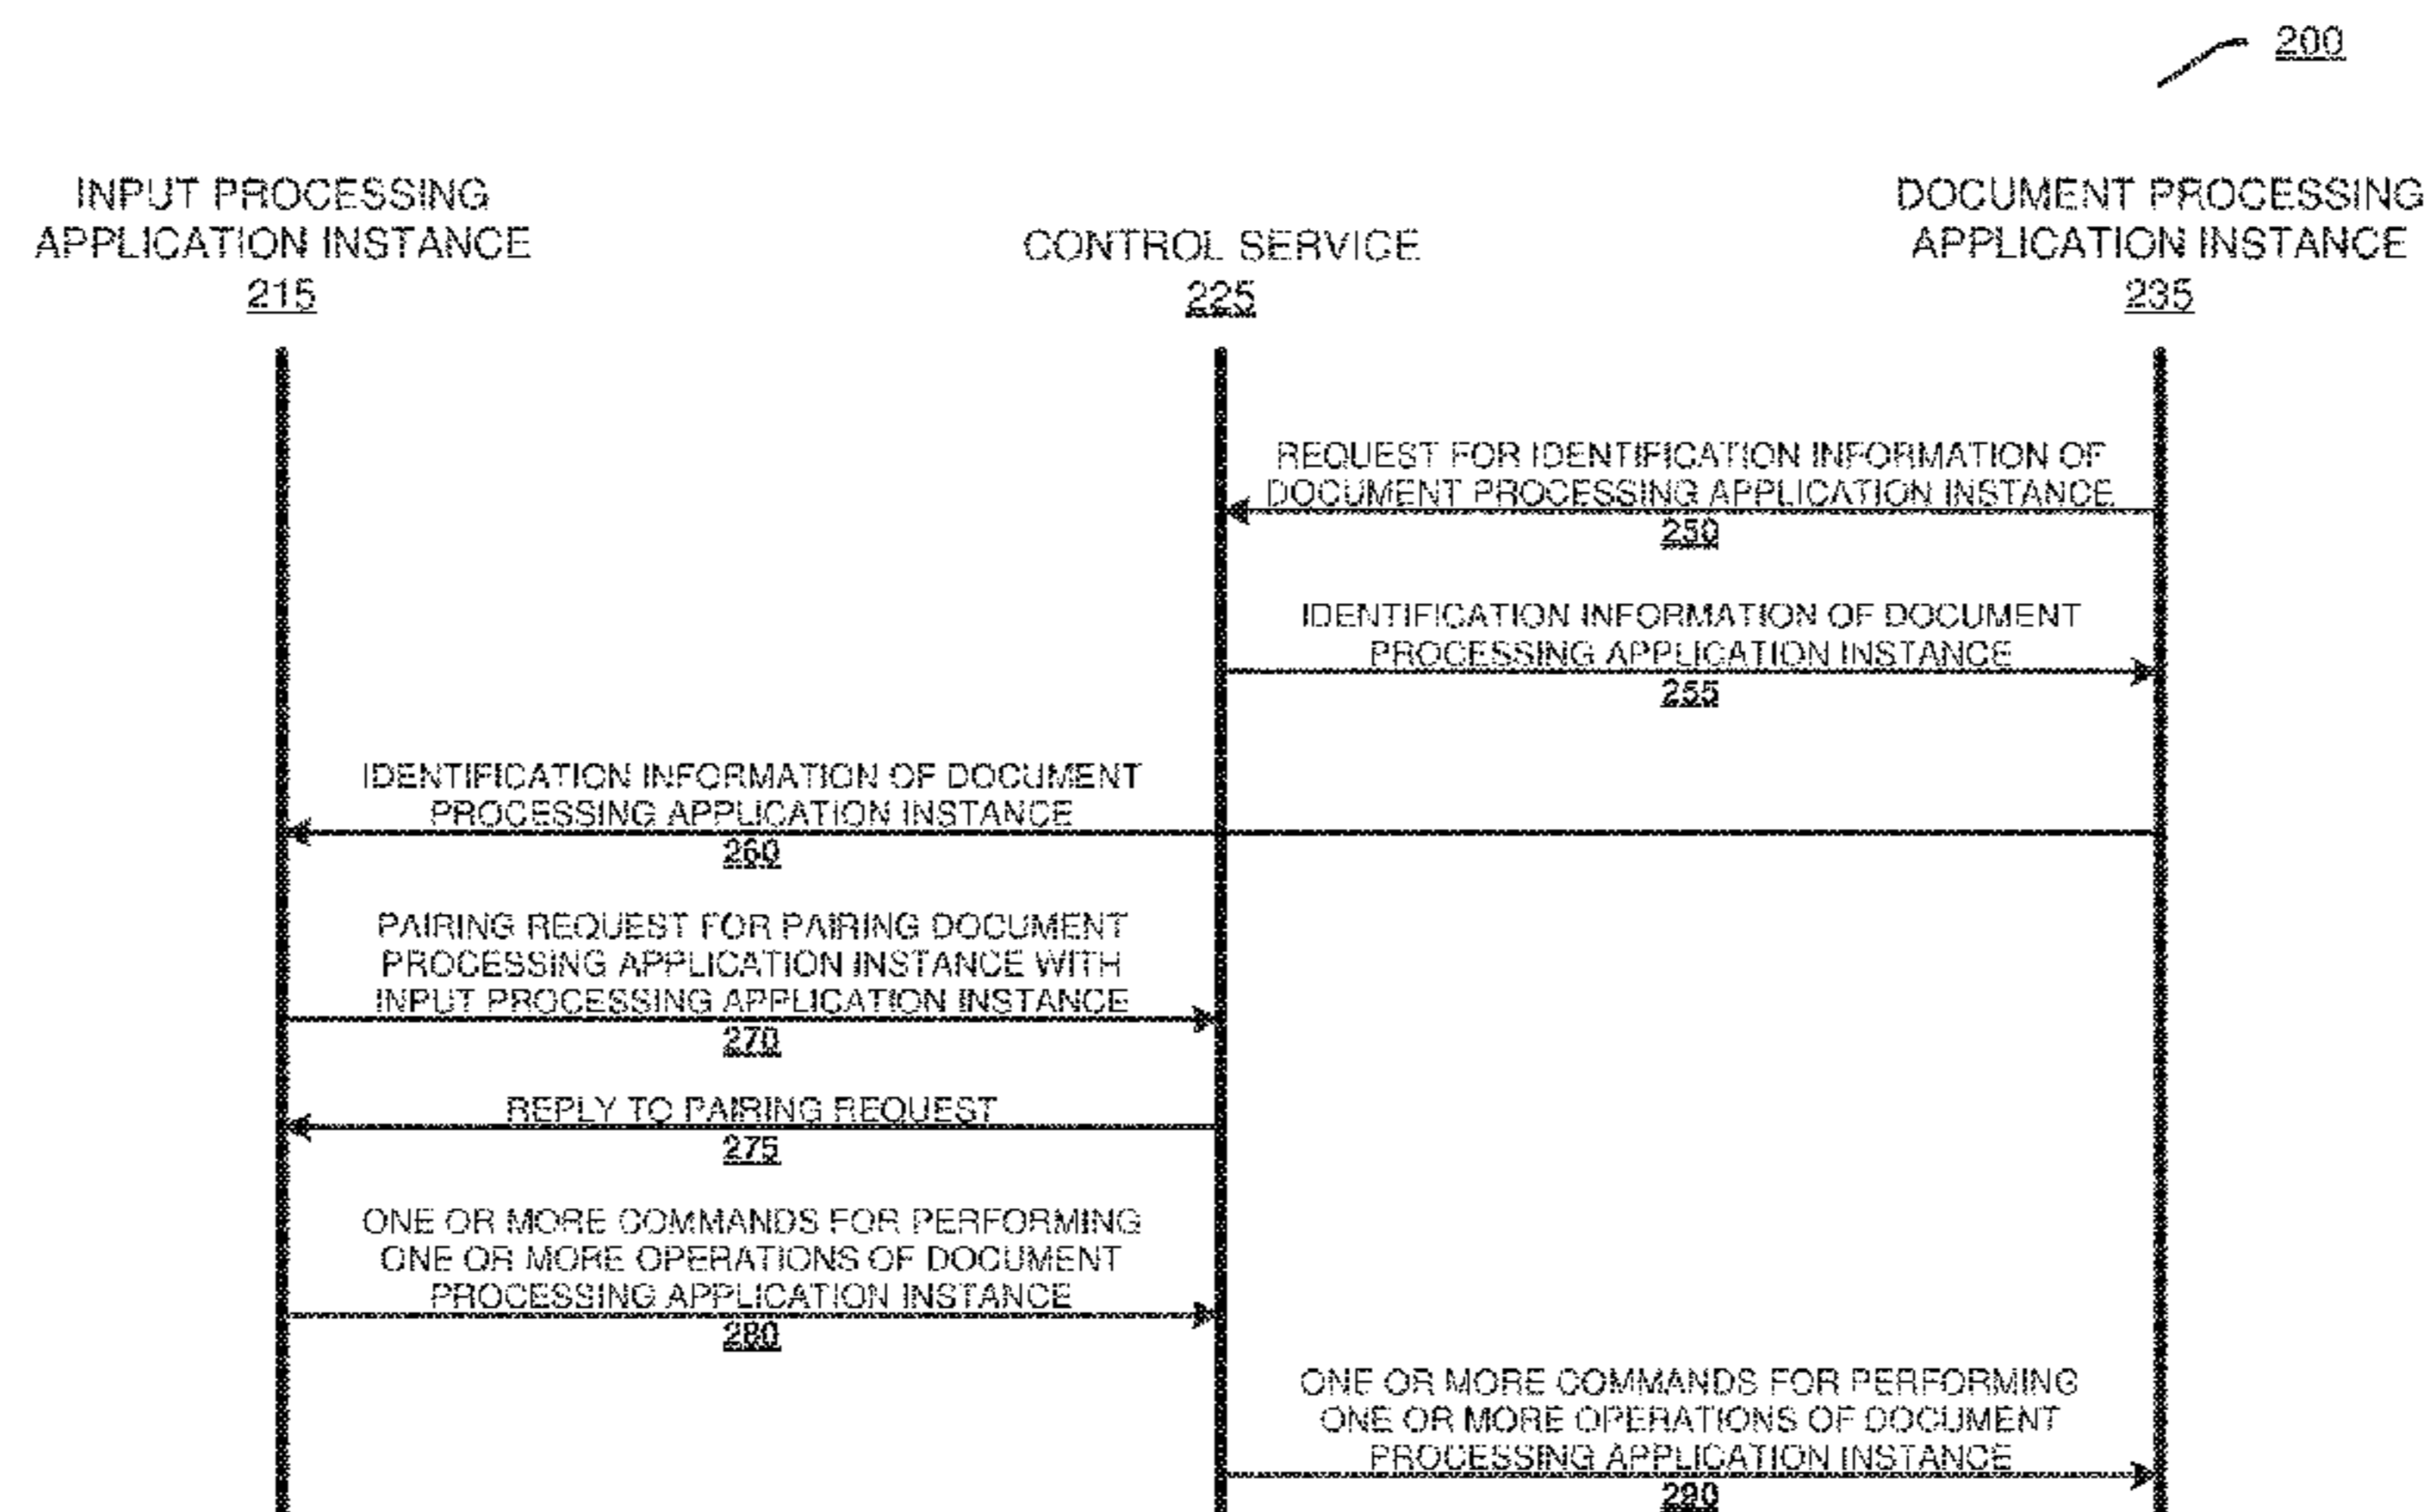 200
INPUT PROCESSING
APPLICATION INSTANCE
215
CONTROL SERVICE
225
DOCUMENT PROCESSING
APPLICATION INSTANCE
235
REQUEST FOR IDENTIFICATION INFORMATION OF
DOCUMENT PROCESSING APPLICATION INSTANCE
250
IDENTIFICATION INFORMATION OF DOCUMENT
PROCESSING APPLICATION INSTANCE
255
IDENTIFICATION INFORMATION OF DOCUMENT
PROCESSING APPLICATION INSTANCE
260
PAIRING REQUEST FOR PAIRING DOCUMENT
PROCESSING APPLICATION INSTANCE WITH
INPUT PROCESSING APPLICATION INSTANCE
270
REPLY TO PAIRING REQUEST
275
ONE OR MORE COMMANDS FOR PERFORMING
ONE OR MORE OPERATIONS OF DOCUMENT
PROCESSING APPLICATION INSTANCE
280
ONE OR MORE COMMANDS FOR PERFORMING
ONE OR MORE OPERATIONS OF DOCUMENT
PROCESSING APPLICATION INSTANCE
290